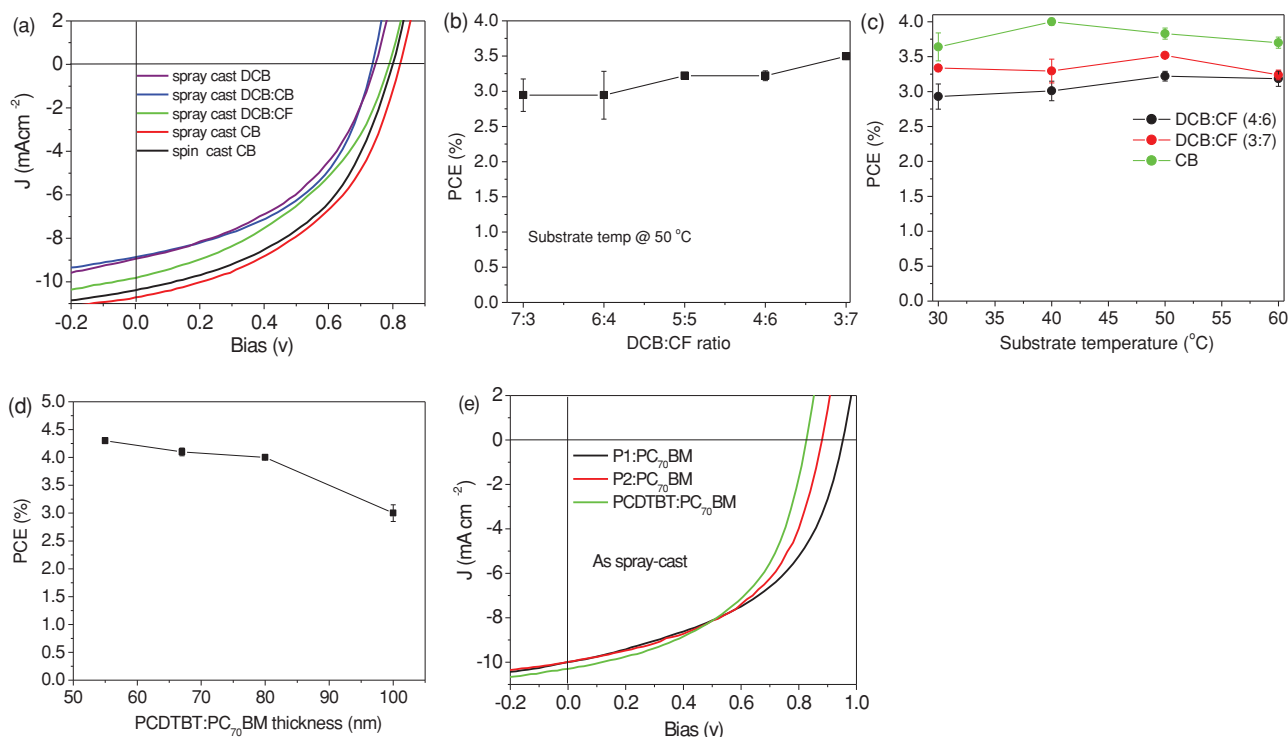 (a)
2
0
-2
-4
-6
-8
-10
J (mAcm⁻²)
spray cast DCB
spray cast DCB:CB
spray cast DCB:CF
spray cast CB
spin cast CB
-0.2 0.0 0.2 0.4 0.6 0.8
Bias (v)
(b)
5.0
4.5
4.0
3.5
3.0
2.5
2.0
1.5
1.0
0.5
0.0
PCE (%)
Substrate temp @ 50 °C
7:3 6:4 5:5 4:6 3:7
DCB:CF ratio
(c)
4.0
3.5
3.0
2.5
2.0
1.5
1.0
0.5
0.0
PCE (%)
DCB:CF (4:6)
DCB:CF (3:7)
CB
30 35 40 45 50 55 60
Substrate temperature (°C)
(d)
5.0
4.5
4.0
3.5
3.0
2.5
2.0
1.5
1.0
0.5
0.0
PCE (%)
50 60 70 80 90 100
PCDTBT:PC₇₀BM thickness (nm)
(e)
2
0
-2
-4
-6
-8
-10
J (mA cm⁻²)
P1:PC₇₀BM
P2:PC₇₀BM
PCDTBT:PC₇₀BM
As spray-cast
-0.2 0.0 0.2 0.4 0.6 0.8 1.0
Bias (v)